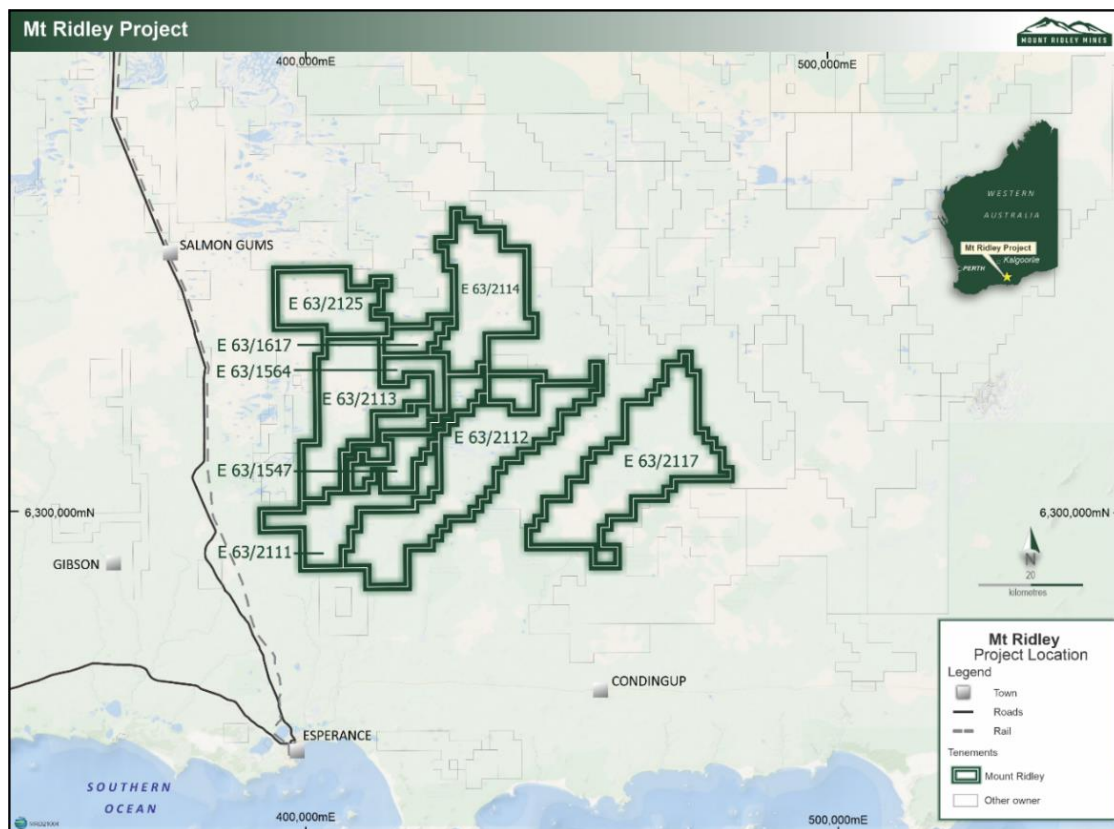 Mt Ridley Project
MOUNT RIDLEY MINES
400,000mE
500,000mE
WESTERN
AUSTRALIA
Mt Ridley Project
PERTH
Kalgoorlie
SALMON GUMS
E 63/2125
E 63/2114
E 63/1617
E 63/1564
E 63/2113
E 63/2112
E 63/2117
E 63/1547
6,300,000mN
6,300,000mN
E 63/2111
GIBSON
N
20
kilometres
CONDINGUP
ESPERANCE
SOUTHERN
OCEAN
400,000mE
500,000mE
Mt Ridley
Project Location
Legend
Town
Roads
Rail
Tenements
Mount Ridley
Other owner